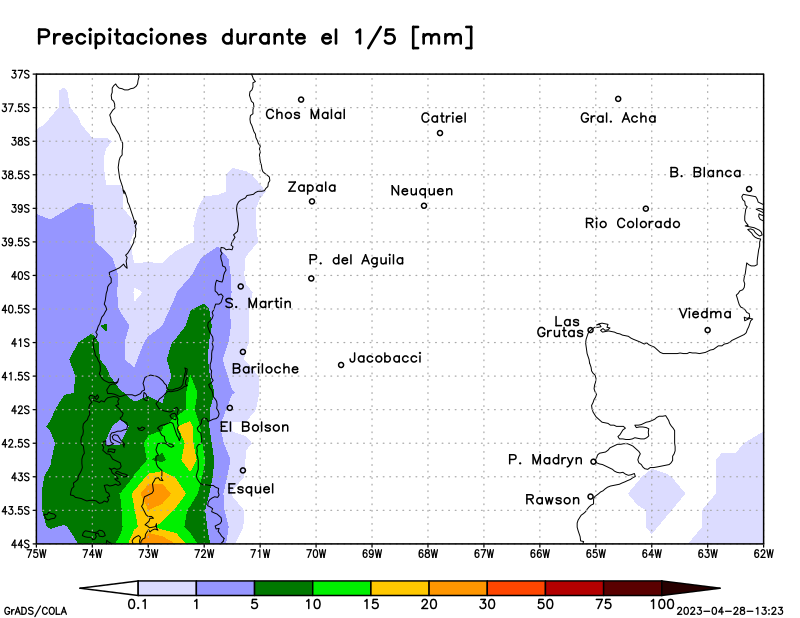 Precipitaciones durante el 1/5 [mm]
37S
37.5S
38S
38.5S
39S
39.5S
40S
40.5S
41S
41.5S
42S
42.5S
43S
43.5S
44S
Chos Malal
Catriel
Gral. Acha
B. Blanca
Zapala
Neuquen
Rio Colorado
P. del Aguila
S. Martin
Las
Grutas
Viedma
Bariloche
Jacobacci
El Bolson
P. Madryn
Esquel
Rawson
75W 74W 73W 72W 71W 70W 69W 68W 67W 66W 65W 64W 63W 62W
0.1 1 5 10 15 20 30 50 75 100
GrADS/COLA
2023-04-28-13:23